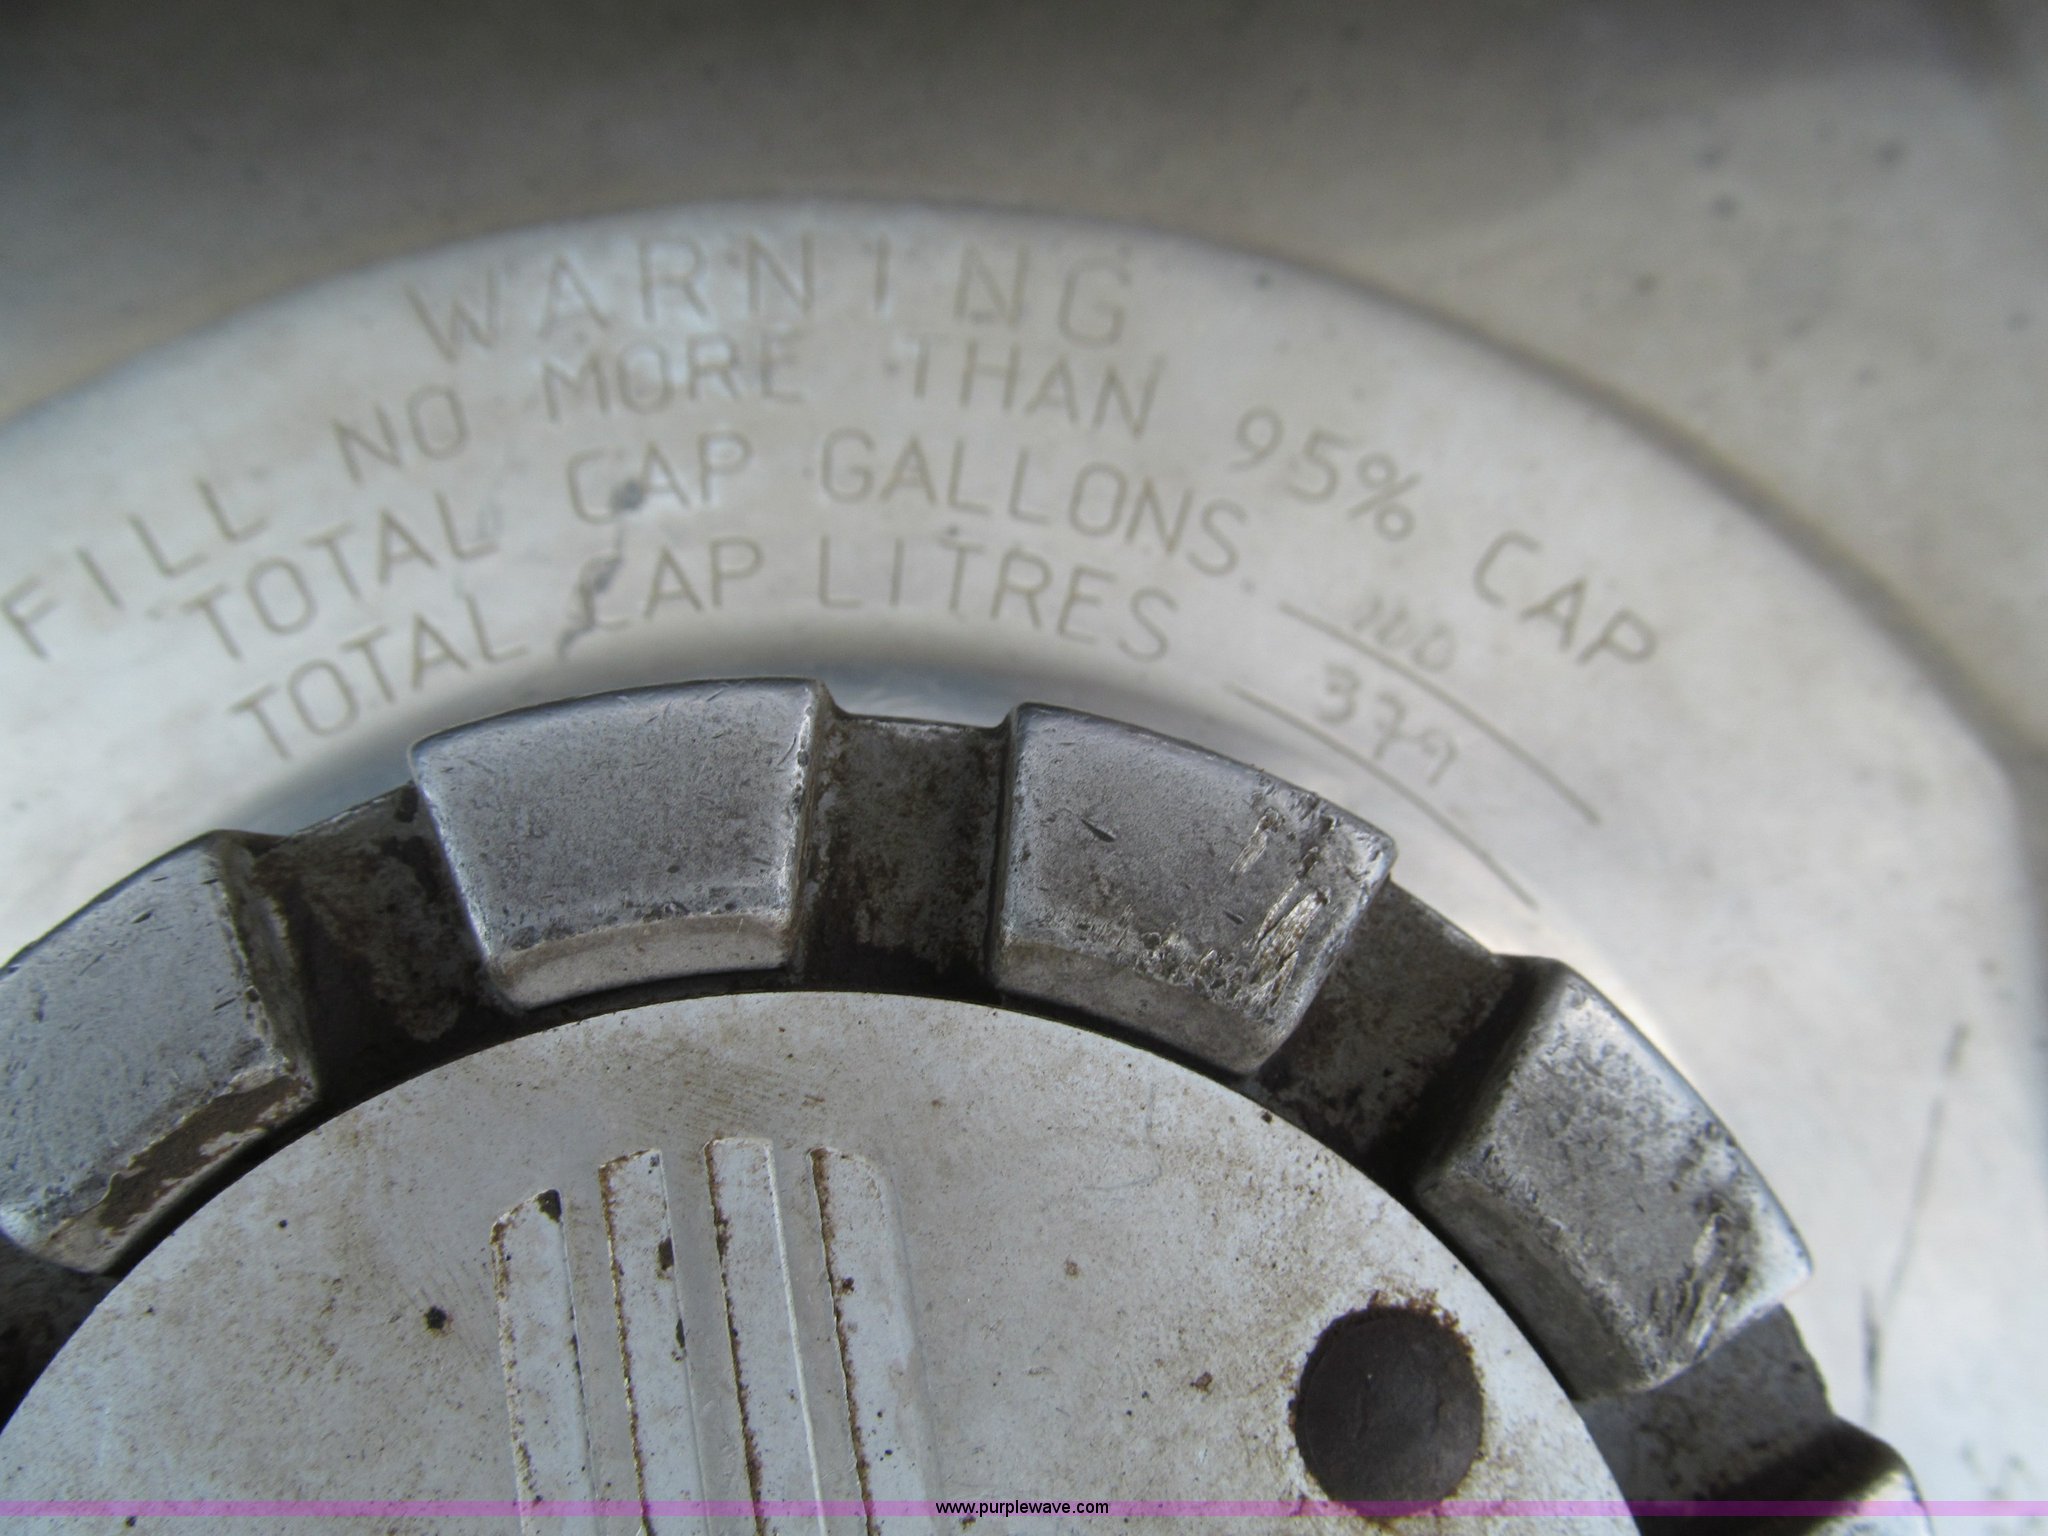 WARNING
FILL NO MORE THAN 95% CAP
TOTAL CAP GALLONS. 100
TOTAL CAP LITRES 379
www.purplewave.com